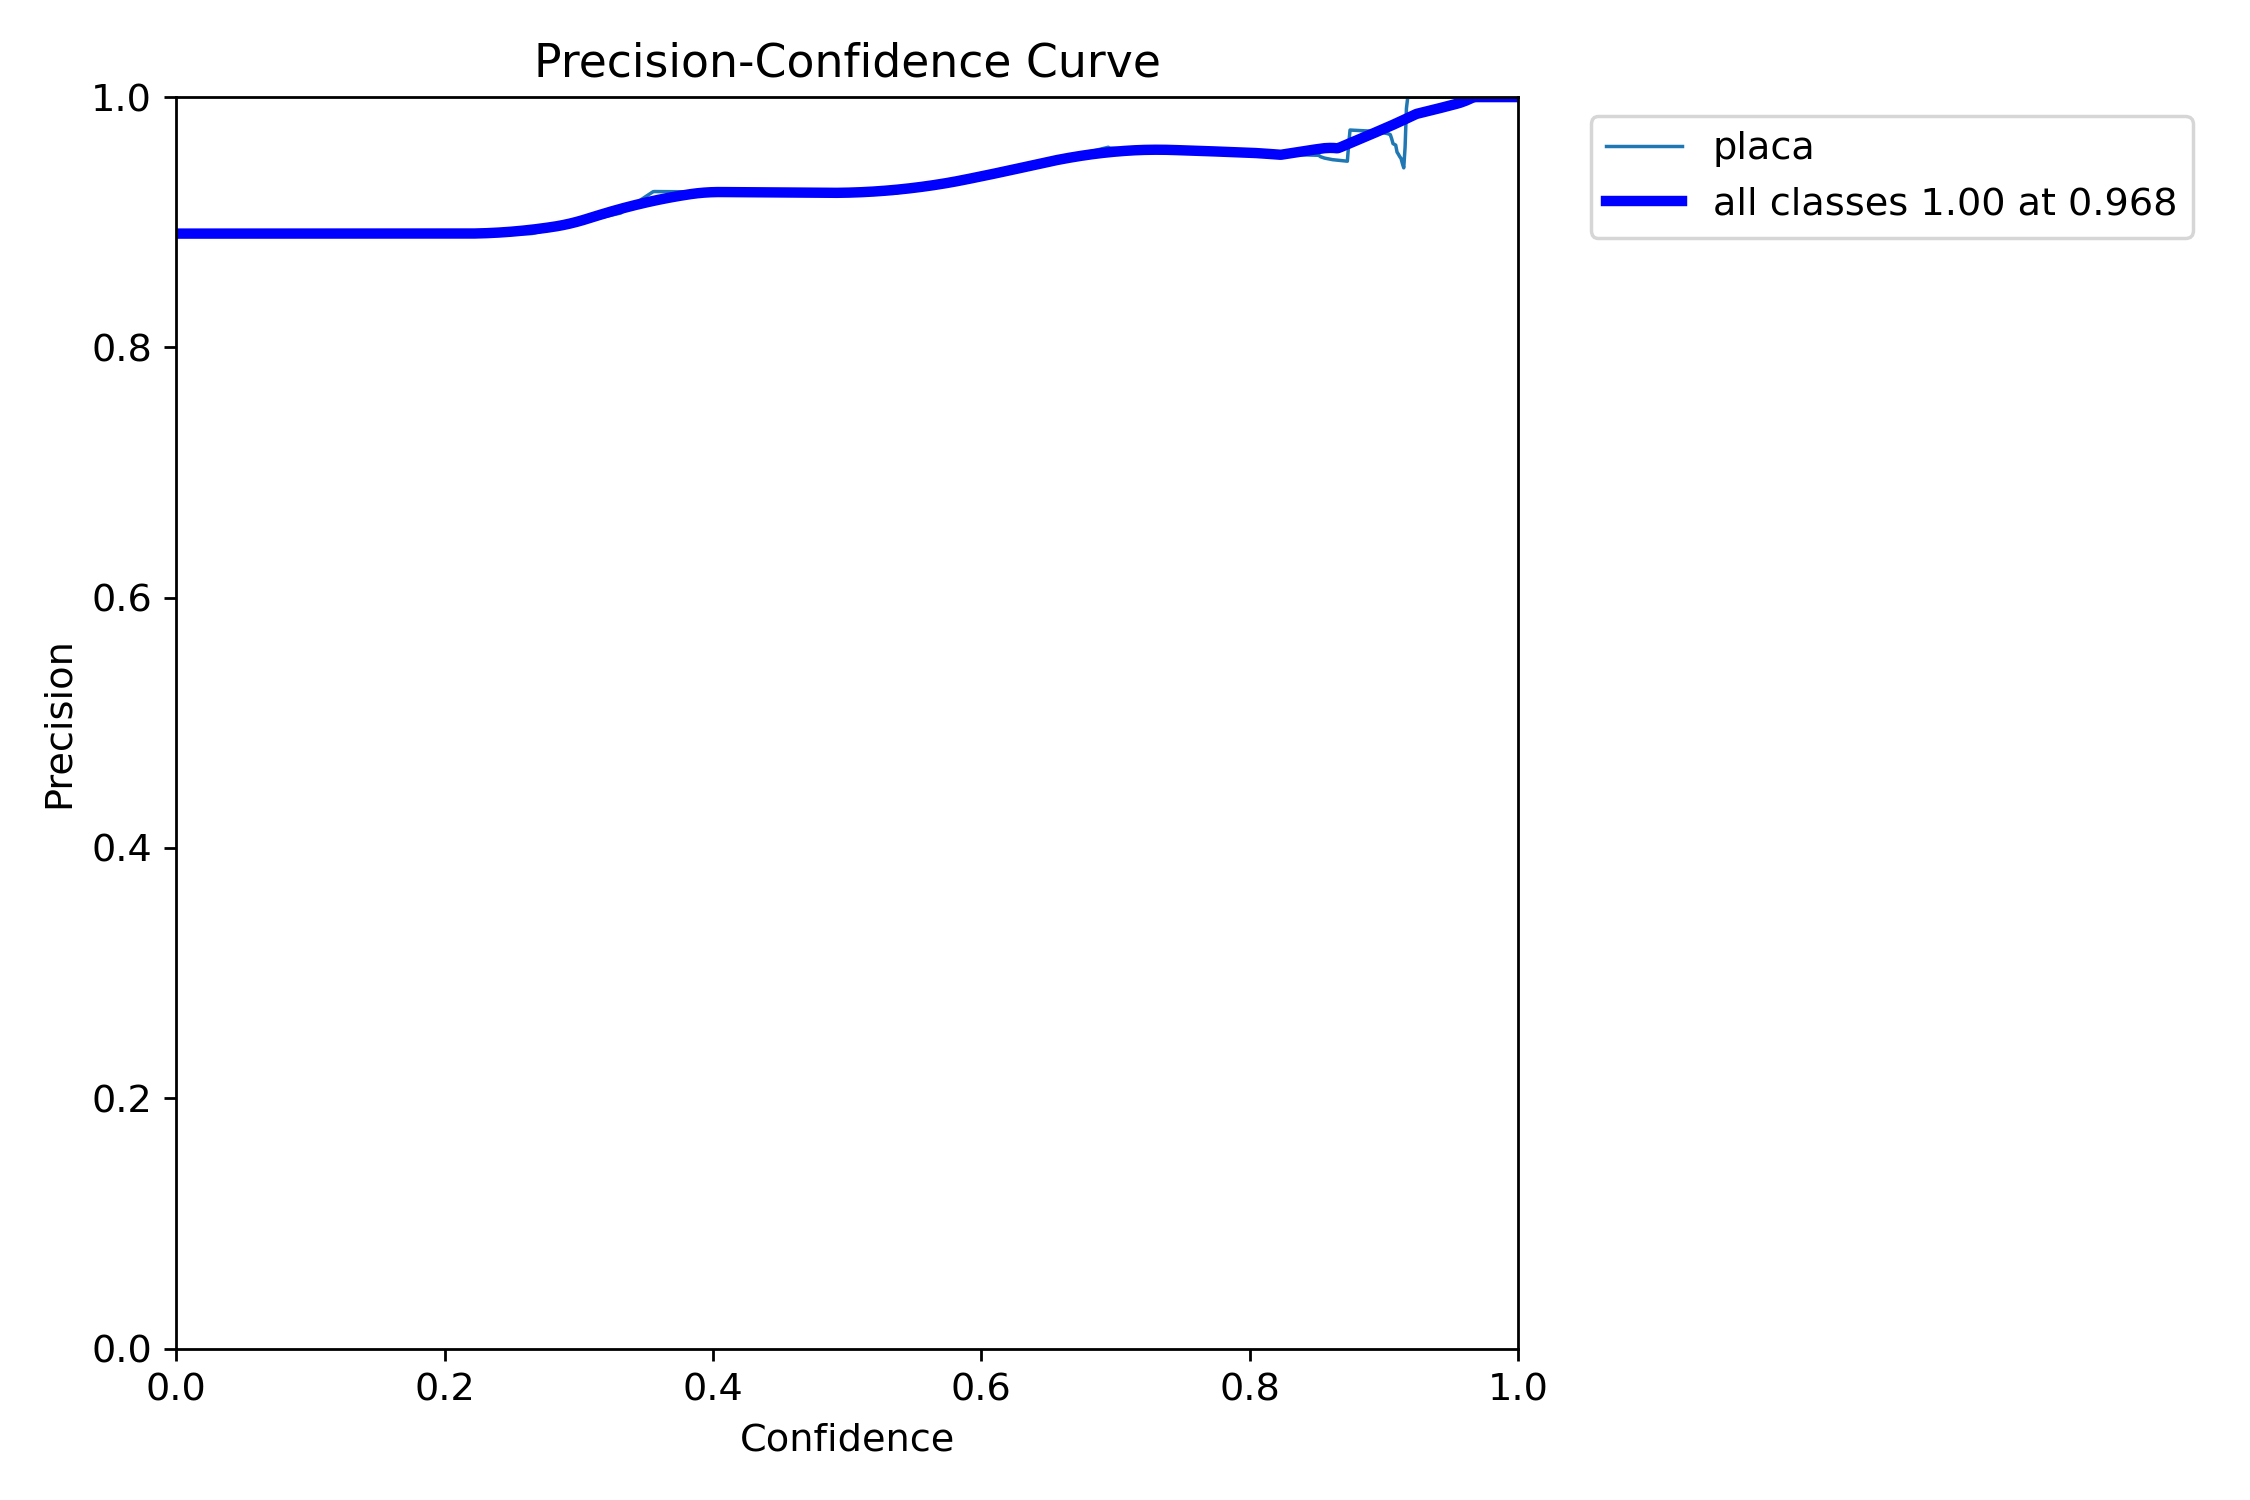 Precision-Confidence Curve
1.0
0.8
0.6
0.4
0.2
0.0
Precision
0.0 0.2 0.4 0.6 0.8 1.0
Confidence
placa
all classes 1.00 at 0.968